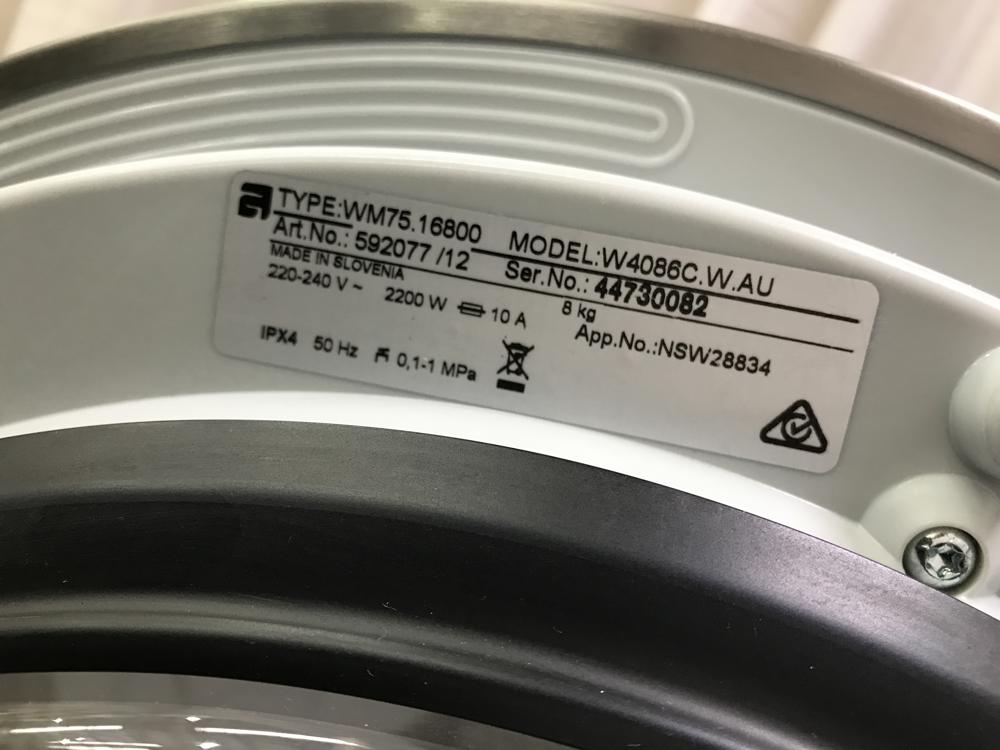 TYPE:WM75.16800 MODEL:W4086C.W.AU
Art.No.: 592077 /12 Ser.No.: 44730082
MADE IN SLOVENIA
220-240 V ~ 2200 W 10 A 8 kg
App.No.:NSW28834
IPX4 50 Hz 0,1-1 MPa